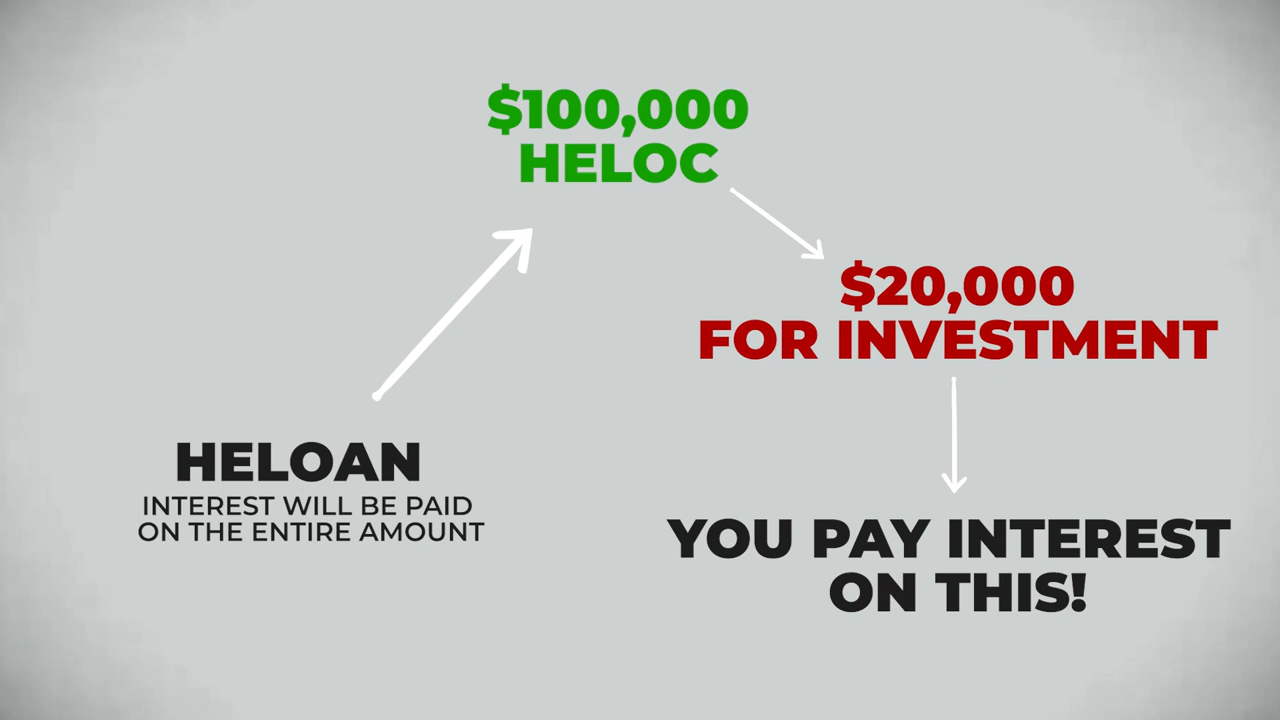 $100,000
HELOC
$20,000
FOR INVESTMENT
HELOAN
INTEREST WILL BE PAID
ON THE ENTIRE AMOUNT
YOU PAY INTEREST
ON THIS!